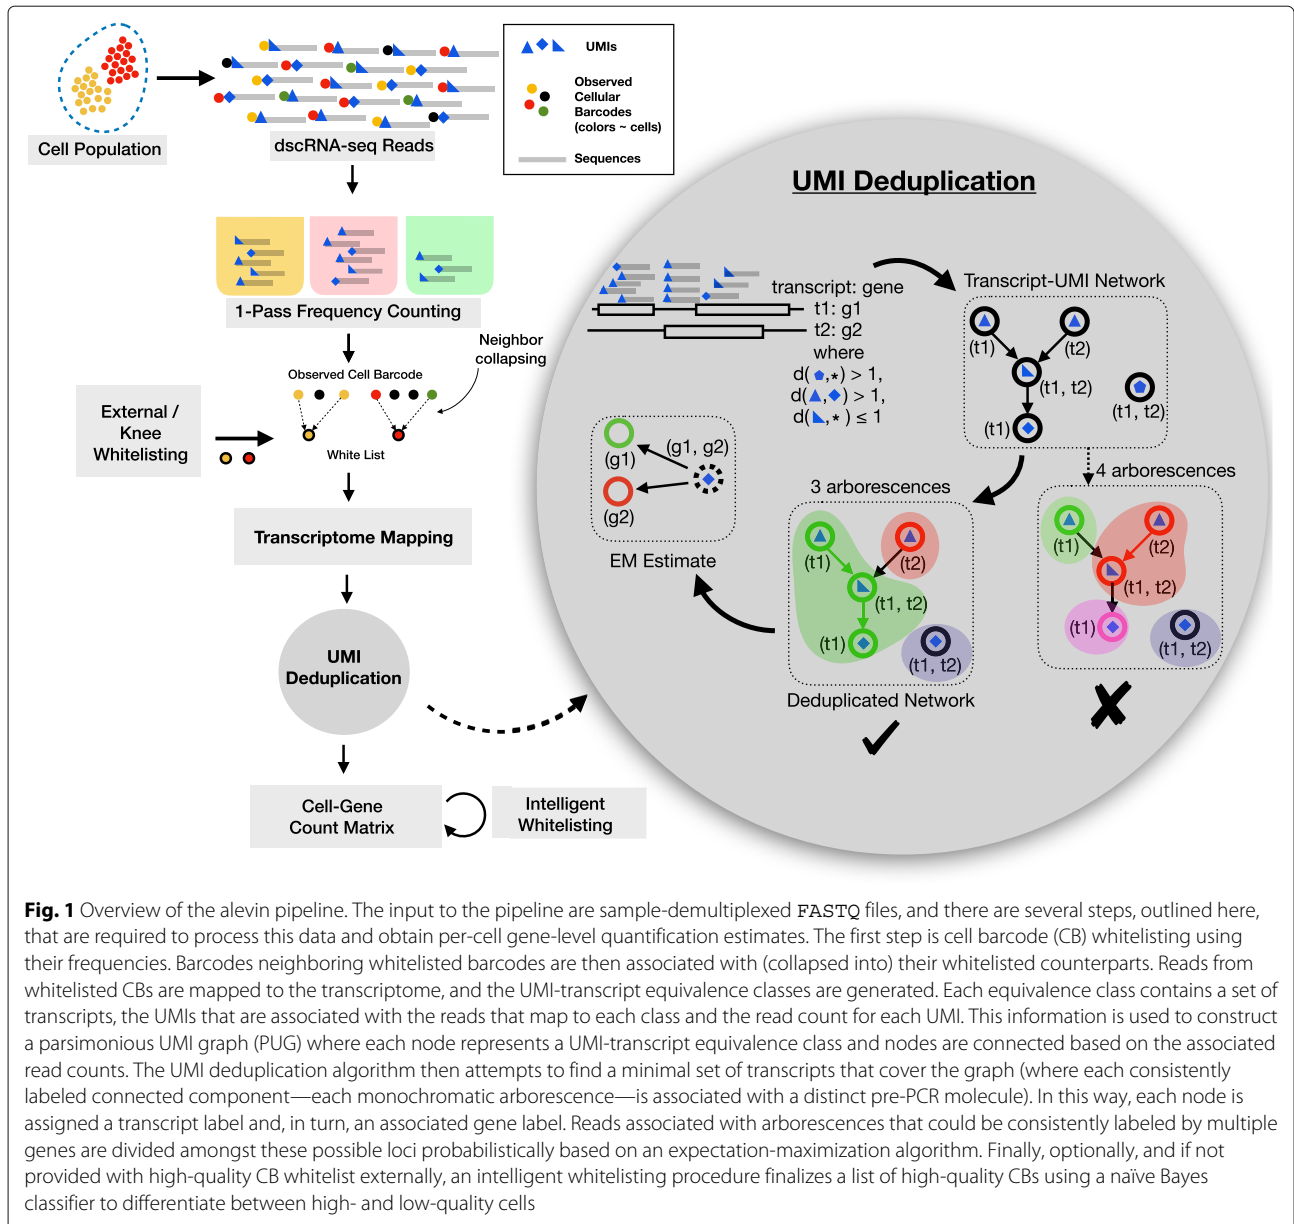 Cell Population
dscRNA-seq Reads
UMIs
Observed
Cellular
Barcodes
(colors ~ cells)
Sequences
1-Pass Frequency Counting
Neighbor
collapsing
Observed Cell Barcode
External /
Knee
Whitelisting
White List
Transcriptome Mapping
UMI
Deduplication
Cell-Gene
Count Matrix
Intelligent
Whitelisting
UMI Deduplication
transcript: gene
t1: g1
t2: g2
where
d( ,*) > 1,
d( , ) > 1,
d( ,*) ≤ 1
Transcript-UMI Network
(t1)
(t2)
(t1, t2)
(t1, t2)
(t1)
4 arborescences
(t1)
(t2)
(t1, t2)
(t1)
(t1, t2)
3 arborescences
(t1)
(t2)
(t1, t2)
(t1)
(t1, t2)
Deduplicated Network
(g1, g2)
(g1)
(g2)
EM Estimate
Fig. 1 Overview of the alevin pipeline. The input to the pipeline are sample-demultiplexed FASTQ files, and there are several steps, outlined here,
that are required to process this data and obtain per-cell gene-level quantification estimates. The first step is cell barcode (CB) whitelisting using
their frequencies. Barcodes neighboring whitelisted barcodes are then associated with (collapsed into) their whitelisted counterparts. Reads from
whitelisted CBs are mapped to the transcriptome, and the UMI-transcript equivalence classes are generated. Each equivalence class contains a set of
transcripts, the UMIs that are associated with the reads that map to each class and the read count for each UMI. This information is used to construct
a parsimonious UMI graph (PUG) where each node represents a UMI-transcript equivalence class and nodes are connected based on the associated
read counts. The UMI deduplication algorithm then attempts to find a minimal set of transcripts that cover the graph (where each consistently
labeled connected component—each monochromatic arborescence—is associated with a distinct pre-PCR molecule). In this way, each node is
assigned a transcript label and, in turn, an associated gene label. Reads associated with arborescences that could be consistently labeled by multiple
genes are divided amongst these possible loci probabilistically based on an expectation-maximization algorithm. Finally, optionally, and if not
provided with high-quality CB whitelist externally, an intelligent whitelisting procedure finalizes a list of high-quality CBs using a naïve Bayes
classifier to differentiate between high- and low-quality cells